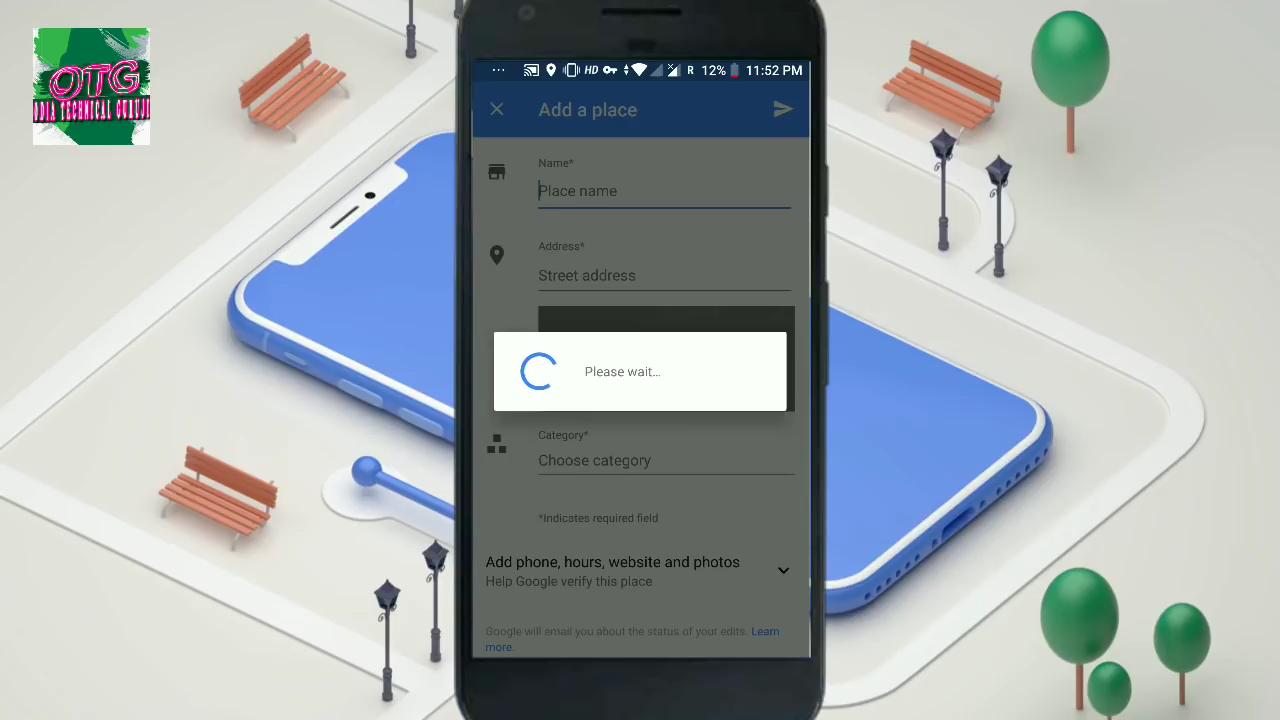 OTG
... HD R 12% 11:52 PM
Add a place
Name*
Place name
Address*
Street address
Please wait...
Category*
Choose category
*Indicates required field
Add phone, hours, website and photos
Help Google verify this place
Google will email you about the status of your edits. Learn
more.